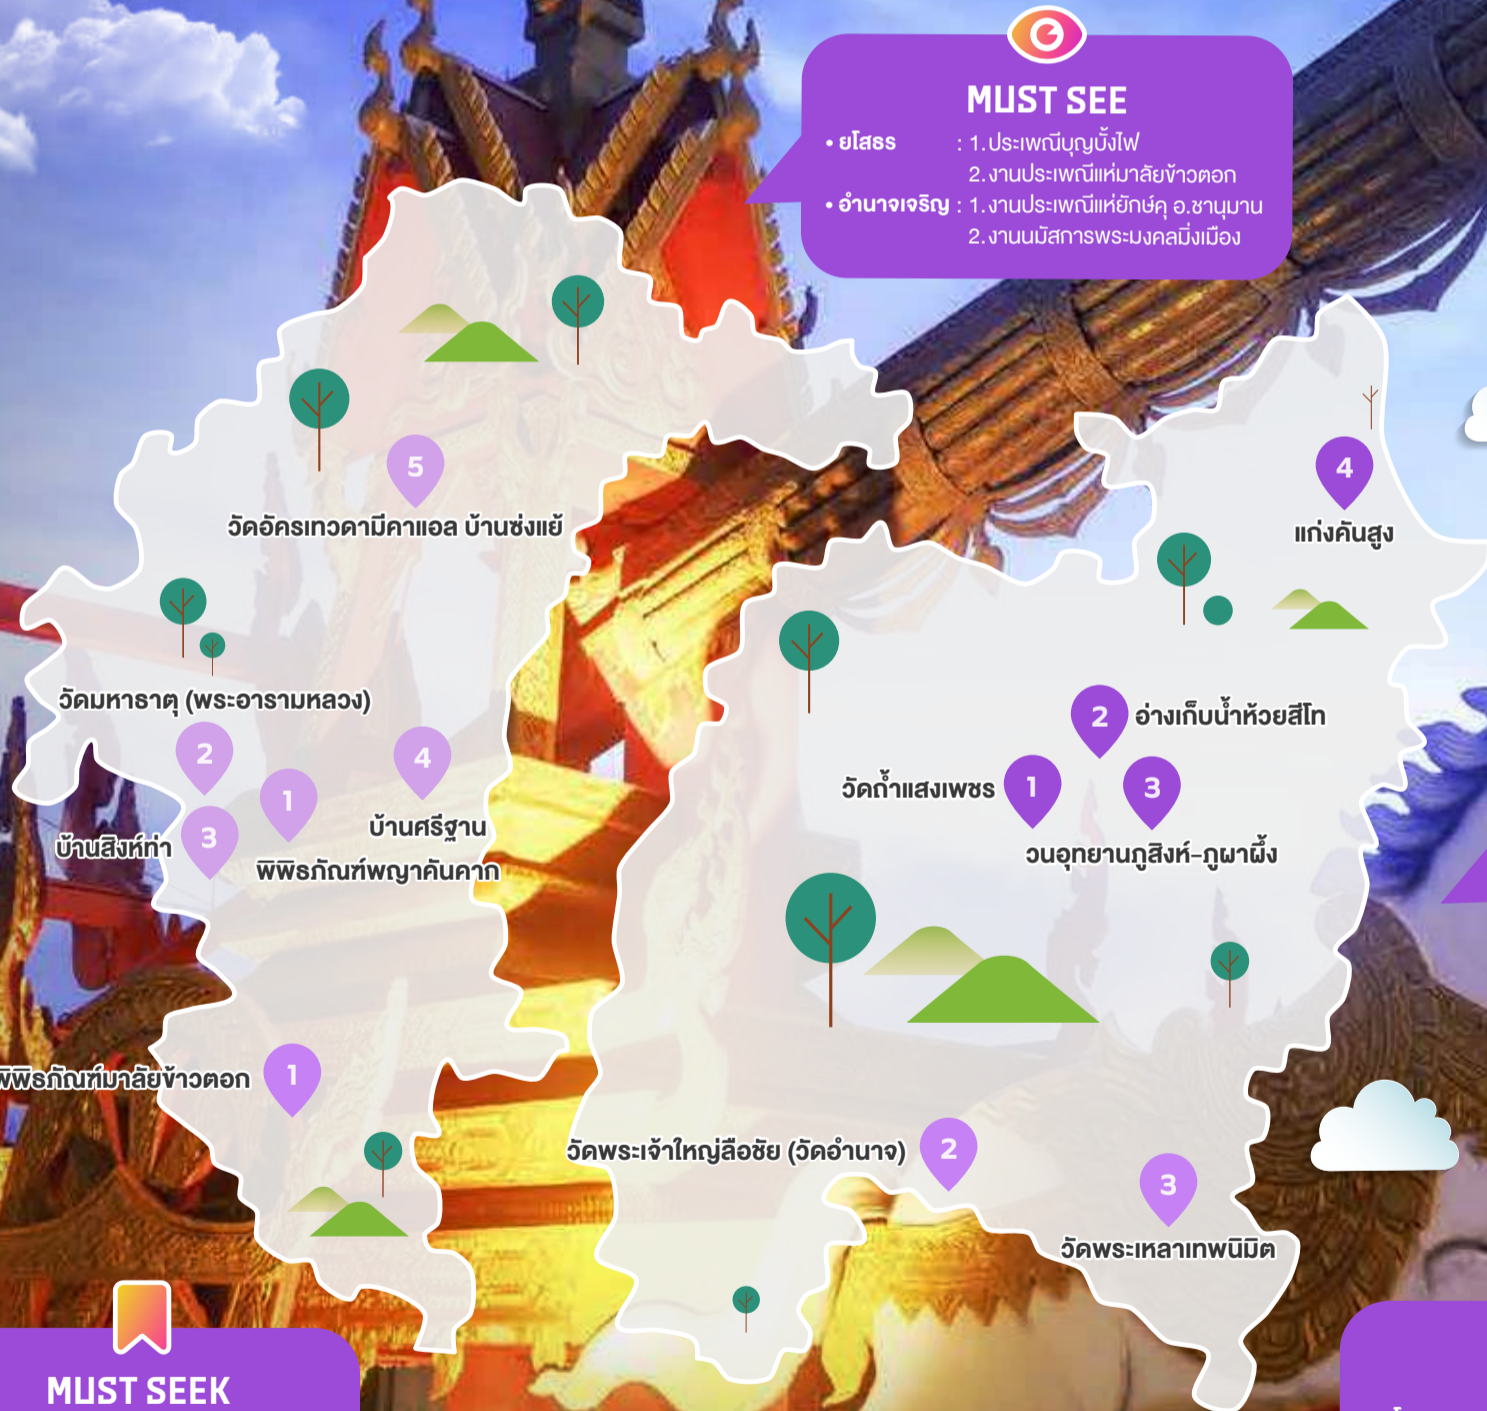 MUST SEE
• ยโสธร : 1.ประเพณีบุญบั้งไฟ
2.งานประเพณีแห่มาลัยข้าวตอก
• อำนาจเจริญ : 1.งานประเพณีแห่ยักษ์คุ อ.ชานุมาน
2.งานนมัสการพระมงคลมิ่งเมือง
5
วัดอัครเทวดามีคาแอล บ้านซ่งแย้
4
แก่งคันสูง
วัดมหาธาตุ (พระอารามหลวง)
2
1
4
บ้านศรีฐาน
บ้านสิงห์ท่า 3
พิพิธภัณฑ์พญาคันคาก
2 อ่างเก็บน้ำห้วยสีโท
วัดถ้ำแสงเพชร 1
3
วนอุทยานภูสิงห์-ภูผาผึ้ง
พิพิธภัณฑ์มาลัยข้าวตอก 1
วัดพระเจ้าใหญ่ลือชัย (วัดอำนาจ) 2
3
วัดพระเหลาเทพนิมิต
MUST SEEK